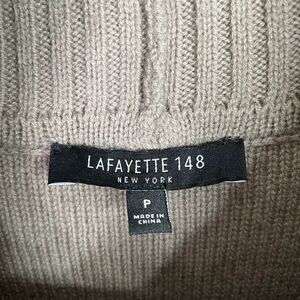 LAFAYETTE 148
NEW YORK
P
MADE IN
CHINA